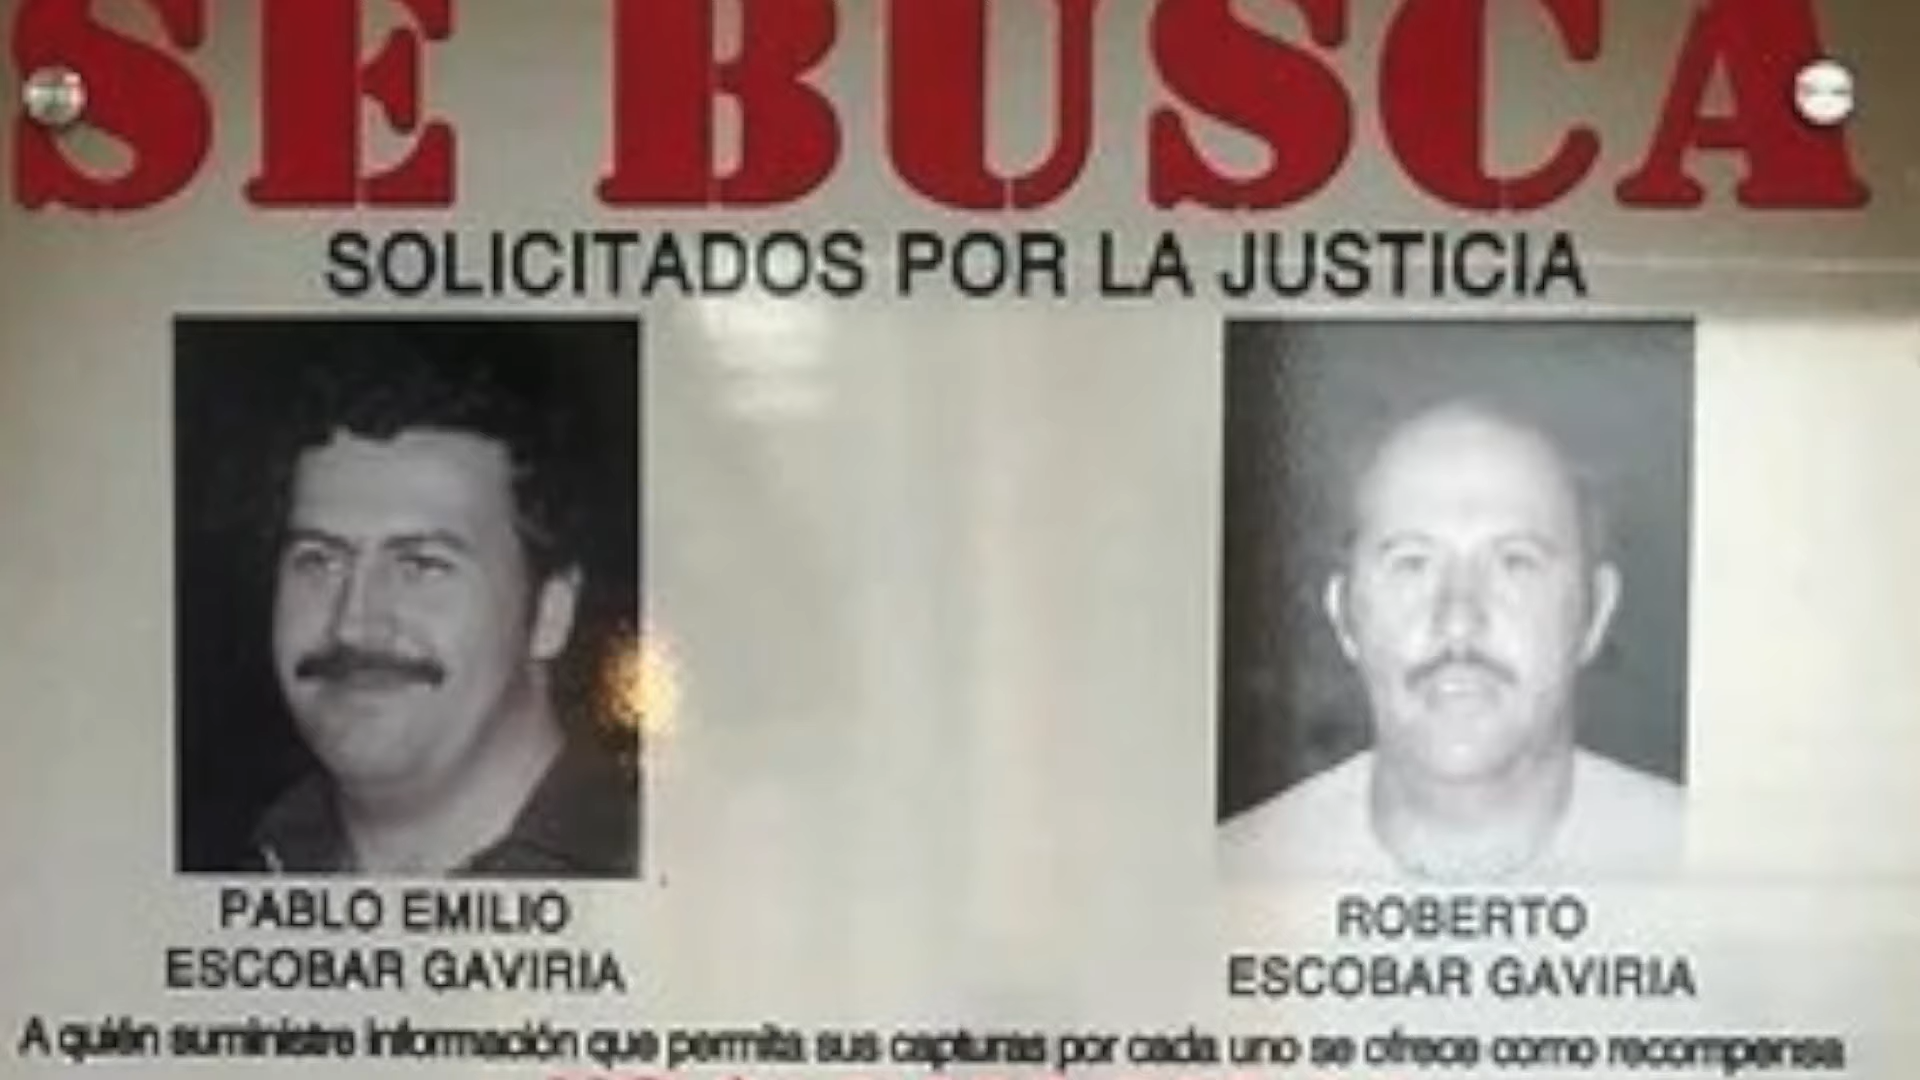 SE BUSCA
SOLICITADOS POR LA JUSTICIA
PABLO EMILIO
ESCOBAR GAVIRIA
ROBERTO
ESCOBAR GAVIRIA
A quién suministre información que permita sus capturas por cada uno se ofrece como recompensa